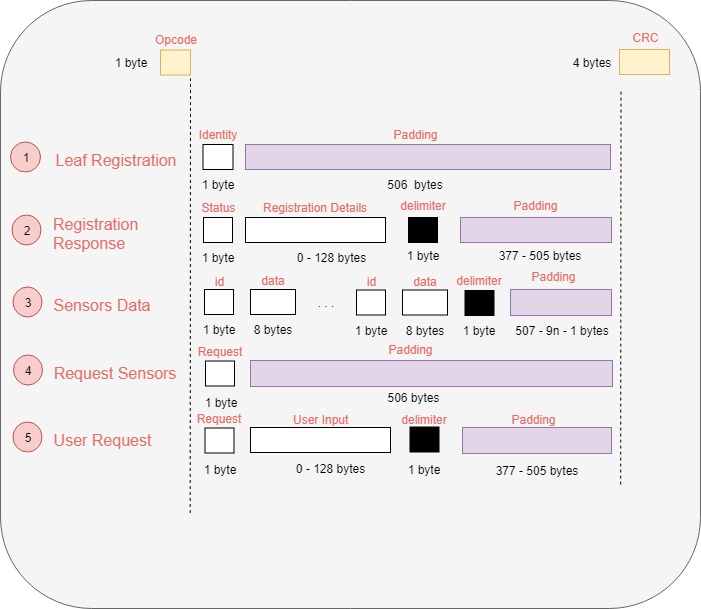 Opcode
CRC
1 byte
4 bytes
Identity
Padding
1
Leaf Registration
1 byte
506 bytes
Status
Registration Details
delimiter
Padding
2
Registration
Response
1 byte
0 - 128 bytes
1 byte
377 - 505 bytes
id
data
id
data
delimiter
Padding
3
Sensors Data
. . .
1 byte
8 bytes
1 byte
8 bytes
1 byte
507 - 9n - 1 bytes
Request
Padding
4
Request Sensors
1 byte
506 bytes
Request
User Input
delimiter
Padding
5
User Request
1 byte
0 - 128 bytes
1 byte
377 - 505 bytes